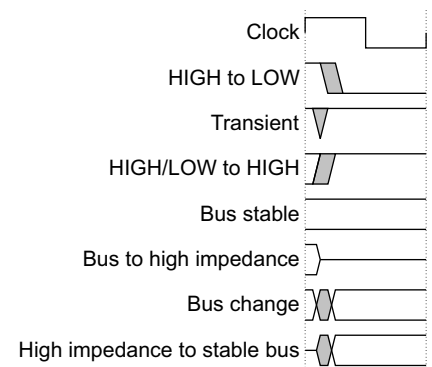 Clock
HIGH to LOW
Transient
HIGH/LOW to HIGH
Bus stable
Bus to high impedance
Bus change
High impedance to stable bus